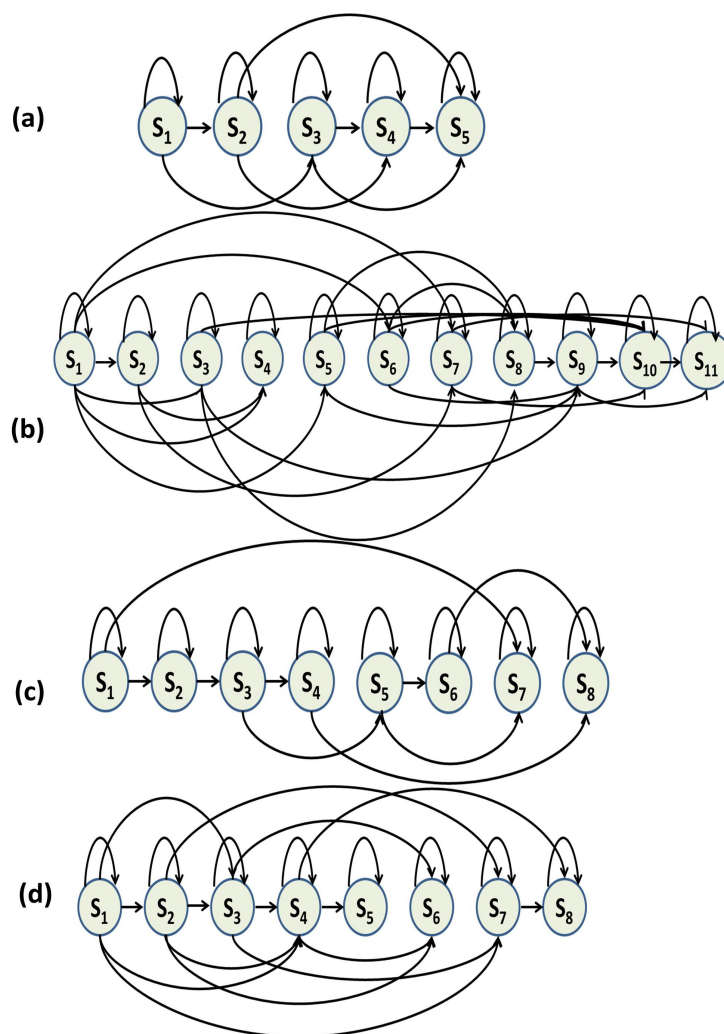 (a)
S1 S2 S3 S4 S5
(b)
S1 S2 S3 S4 S5 S6 S7 S8 S9 S10 S11
(c)
S1 S2 S3 S4 S5 S6 S7 S8
(d)
S1 S2 S3 S4 S5 S6 S7 S8